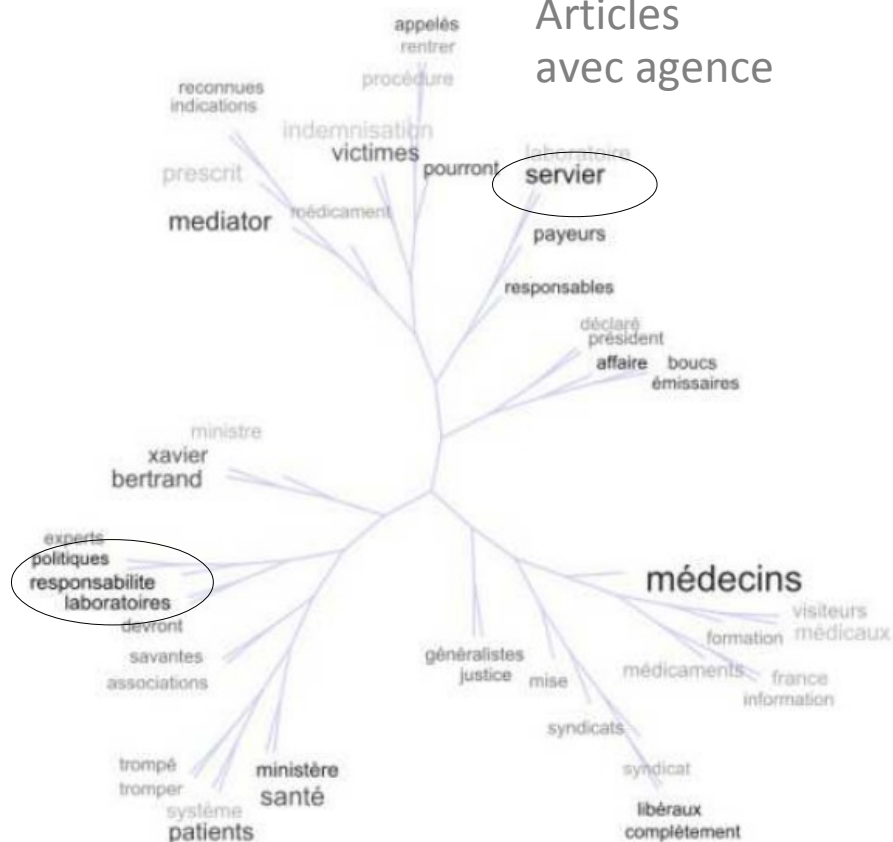 Articles
avec agence
appelés
rentrer
procédure
reconnues
indications
indemnisation
victimes
prescrit
pourront
laboratoire
servier
mediator
médicament
payeurs
responsables
déclaré
président
affaire
boucs
émissaires
ministre
xavier
bertrand
experts
politiques
responsabilite
laboratoires
devront
savantes
associations
trompé
tromper
système
patients
ministère
santé
généralistes
justice
mise
médecins
visiteurs
formation médicaux
médicaments
france
information
syndicats
syndicat
libéraux
complètement